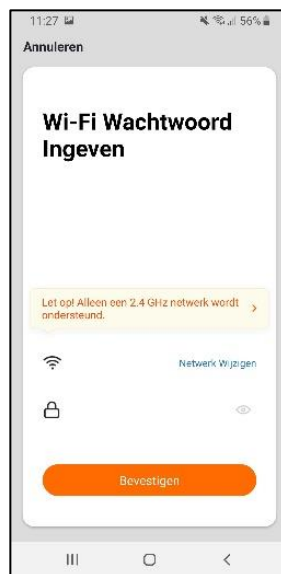 11:27 56%
Annuleren
Wi-Fi Wachtwoord
Ingeven
Let op! Alleen een 2.4 GHz netwerk wordt
ondersteund.
Netwerk Wijzigen
Bevestigen